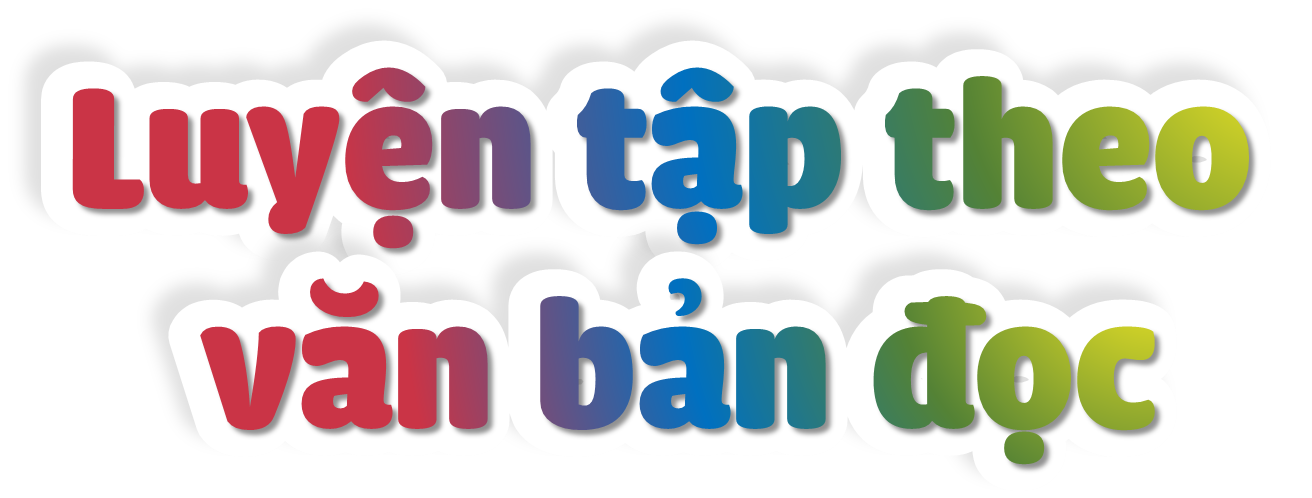 Luyện tập theo
văn bản đọc